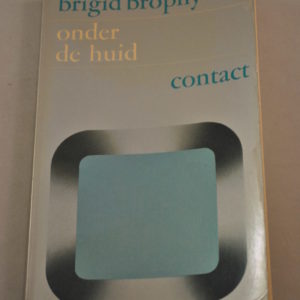 brigid brophy
onder
de huid
contact